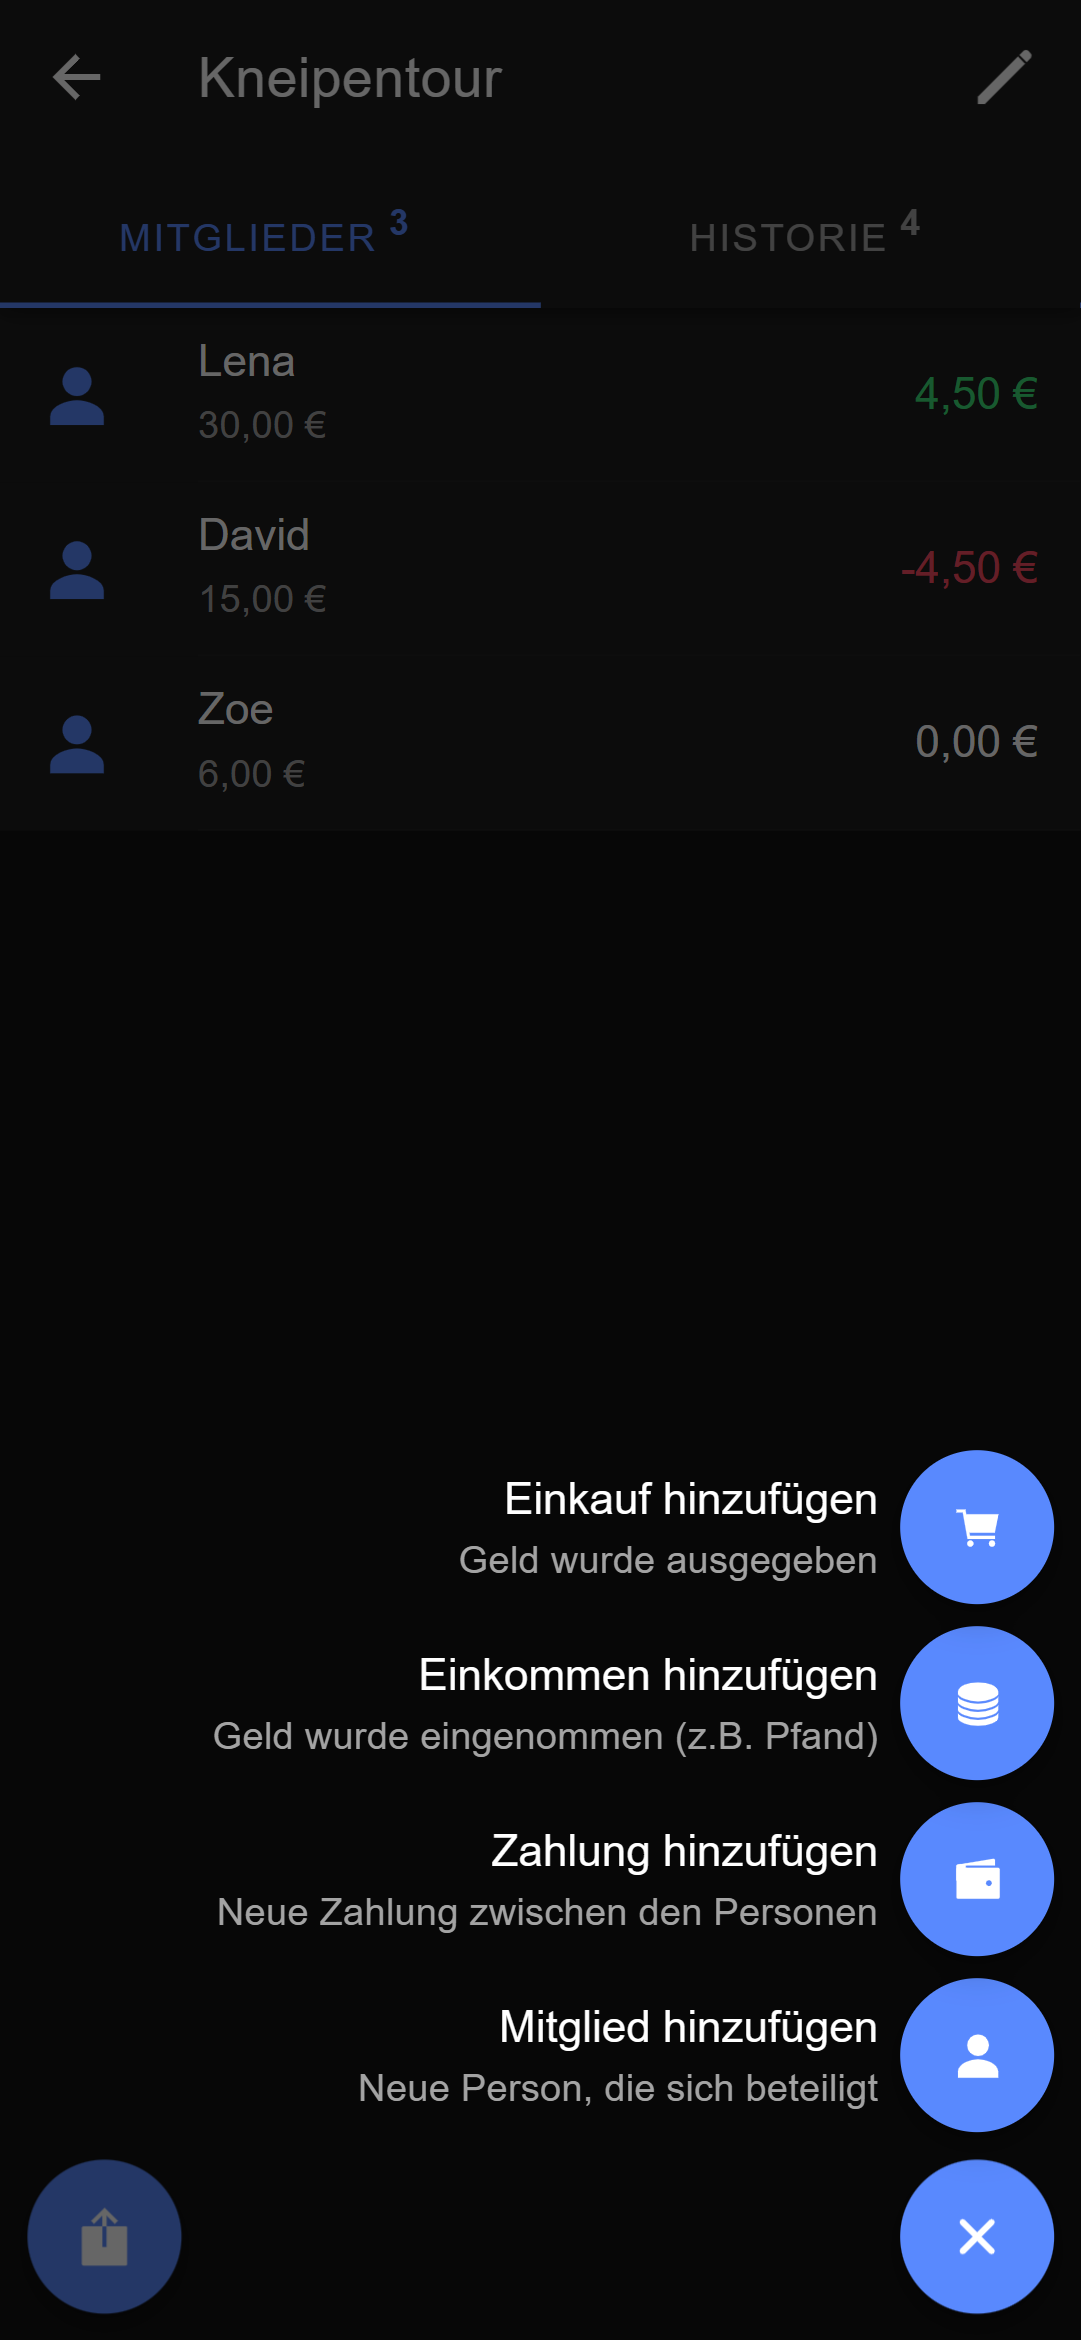 Kneipentour
MITGLIEDER 3
HISTORIE 4
Lena
30,00 €
4,50 €
David
15,00 €
-4,50 €
Zoe
6,00 €
0,00 €
Einkauf hinzufügen
Geld wurde ausgegeben
Einkommen hinzufügen
Geld wurde eingenommen (z.B. Pfand)
Zahlung hinzufügen
Neue Zahlung zwischen den Personen
Mitglied hinzufügen
Neue Person, die sich beteiligt